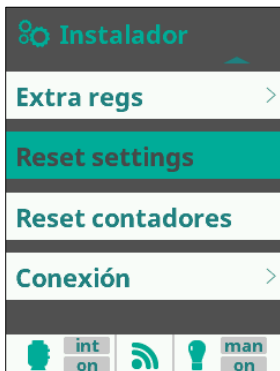 Instalador
Extra regs
Reset settings
Reset contadores
Conexión
int man
on on